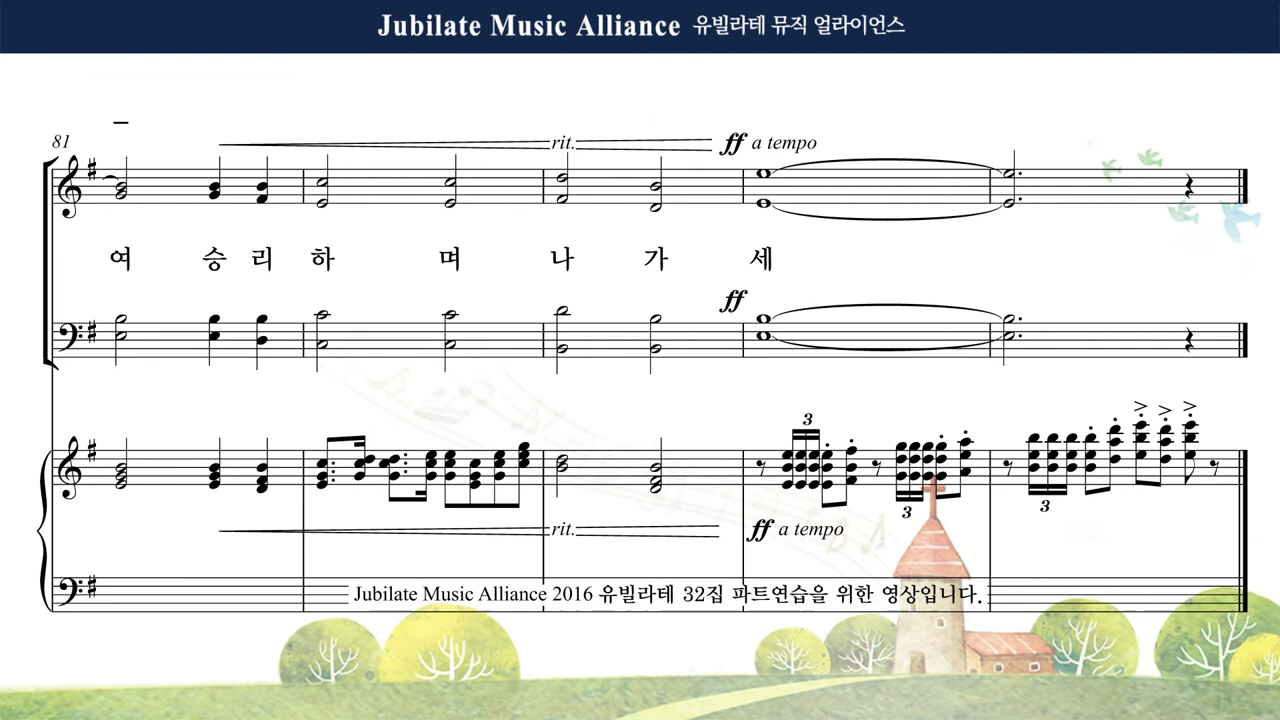 Jubilate Music Alliance 유빌라테 뮤직 얼라이언스
81
rit.
ff a tempo
여 승 리 하 며 나 가 세
ff
3
3
3
rit.
ff a tempo
Jubilate Music Alliance 2016 유빌라테 32집 파트연습을 위한 영상입니다.